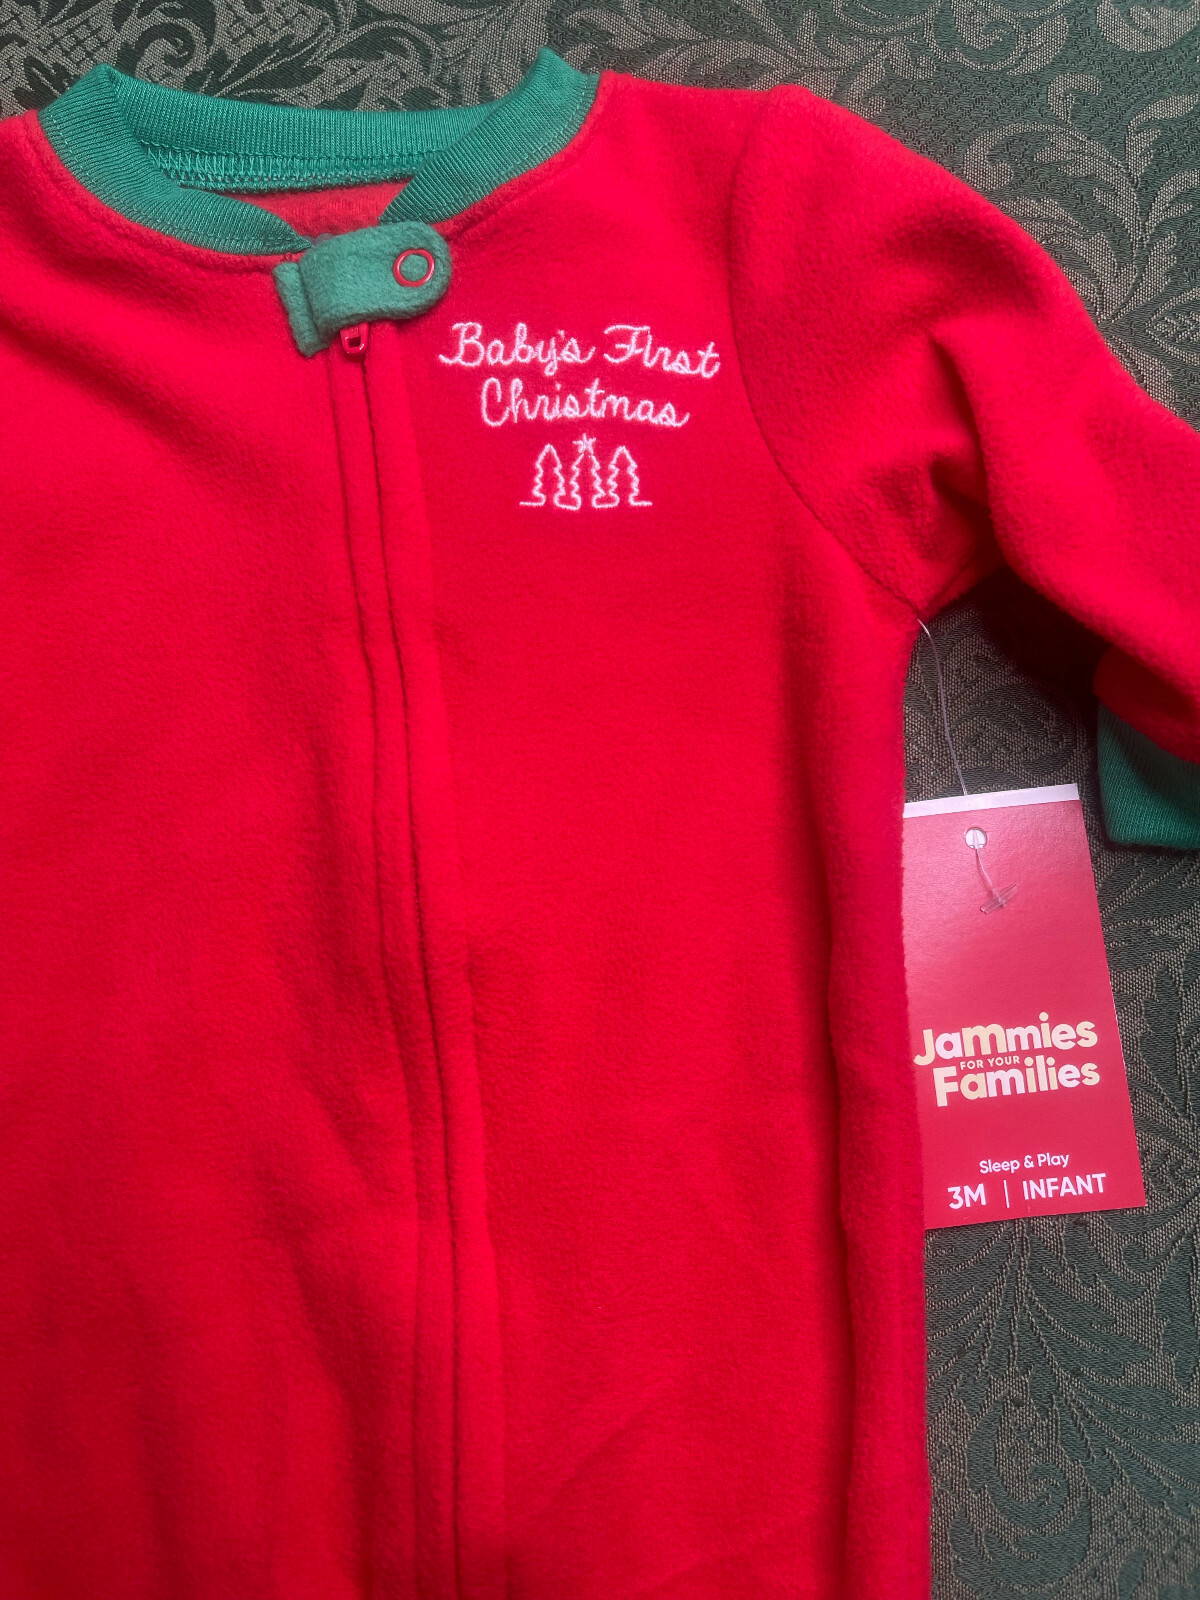 Baby's First
Christmas
Jammies
FOR YOUR
Families
Sleep & Play
3M | INFANT